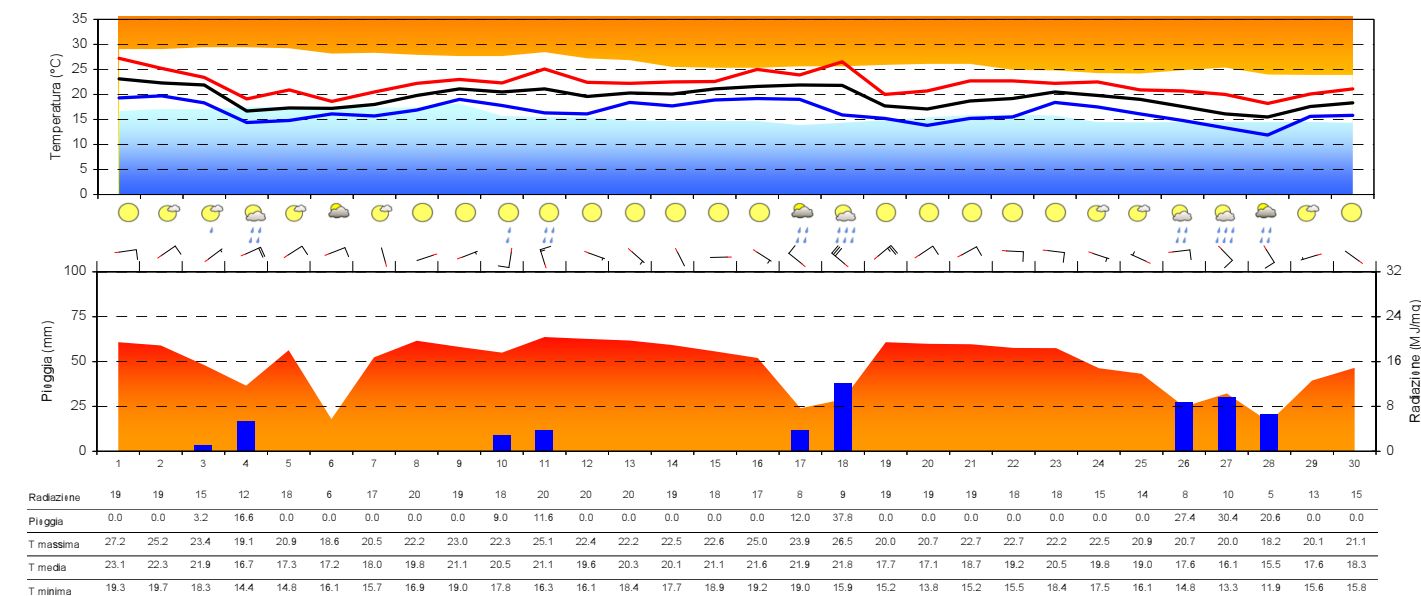 35
30
25
20
15
10
5
0
Temperatura (°C)
100
75
50
25
0
Pioggia (mm)
32
24
16
8
0
Radiazione (MJ/mq)
1 2 3 4 5 6 7 8 9 10 11 12 13 14 15 16 17 18 19 20 21 22 23 24 25 26 27 28 29 30
Radiazione 19 19 15 12 18 6 17 20 19 18 20 20 20 19 18 17 8 9 19 19 19 18 18 15 14 8 10 5 13 15
Pioggia 0.0 0.0 3.2 16.6 0.0 0.0 0.0 0.0 0.0 9.0 11.6 0.0 0.0 0.0 0.0 0.0 12.0 37.8 0.0 0.0 0.0 0.0 0.0 0.0 0.0 27.4 30.4 20.6 0.0 0.0
T massima 27.2 25.2 23.4 19.1 20.9 18.6 20.5 22.2 23.0 22.3 25.1 22.4 22.2 22.5 22.6 25.0 23.9 26.5 20.0 20.7 22.7 22.7 22.2 22.5 20.9 20.7 20.0 18.2 20.1 21.1
T media 23.1 22.3 21.9 16.7 17.3 17.2 18.0 19.8 21.1 20.5 21.1 19.6 20.3 20.1 21.1 21.6 21.9 21.8 17.7 17.1 18.7 19.2 20.5 19.8 19.0 17.6 16.1 15.5 17.6 18.3
T minima 19.3 19.7 18.3 14.4 14.8 16.1 15.7 16.9 19.0 17.8 16.3 16.1 18.4 17.7 18.9 19.2 19.0 15.9 15.2 13.8 15.2 15.5 18.4 17.5 16.1 14.8 13.3 11.9 15.6 15.8